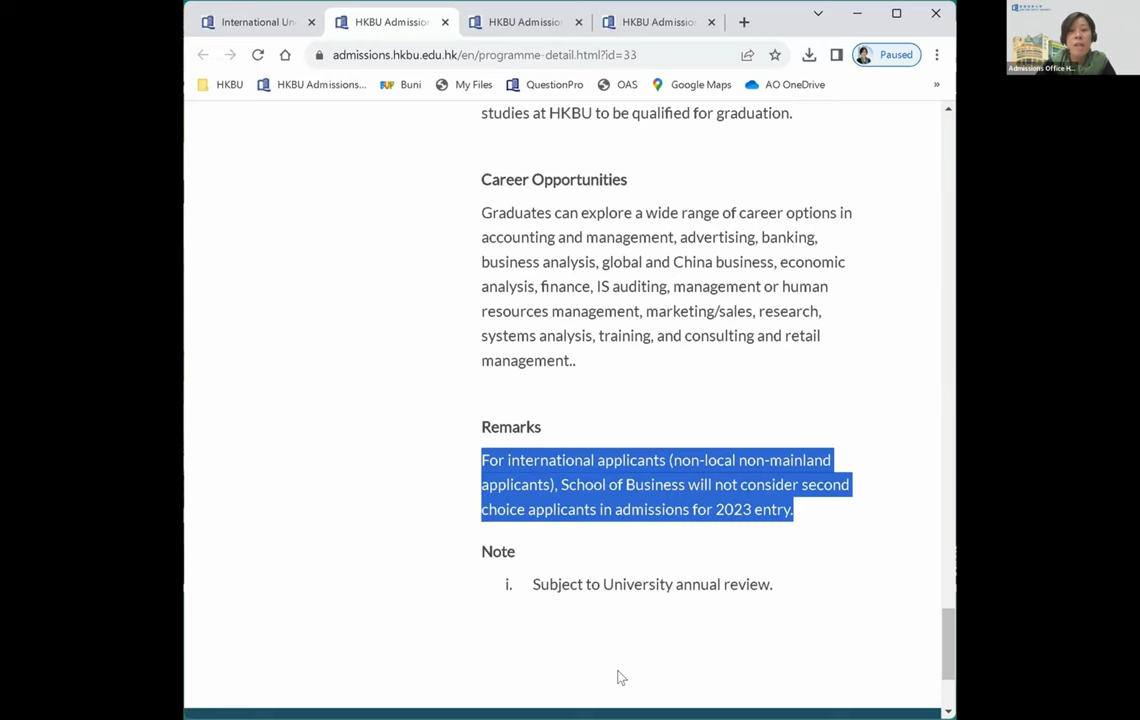 International Un
HKBU Admission
HKBU Admissio
HKBU Admissio
admissions.hkbu.edu.hk/en/programme-detail.html?id=33
Paused
HKBU
HKBU Admissions...
Buni
My Files
QuestionPro
OAS
Google Maps
AO OneDrive
»
studies at HKBU to be qualified for graduation.
Career Opportunities
Graduates can explore a wide range of career options in
accounting and management, advertising, banking,
business analysis, global and China business, economic
analysis, finance, IS auditing, management or human
resources management, marketing/sales, research,
systems analysis, training, and consulting and retail
management..
Remarks
For international applicants (non-local non-mainland
applicants), School of Business will not consider second
choice applicants in admissions for 2023 entry.
Note
i. Subject to University annual review.
Admissions Office H...